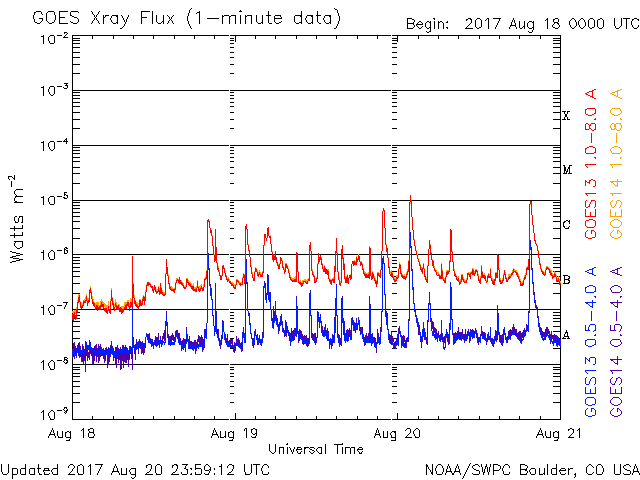 GOES Xray Flux (1-minute data)
Begin: 2017 Aug 18 0000 UTC
10-2
10-3
10-4
10-5
10-6
10-7
10-8
10-9
Watts m-2
X
M
C
B
A
GOES13 1.0-8.0 A
GOES14 1.0-8.0 A
GOES13 0.5-4.0 A
GOES14 0.5-4.0 A
Aug 18
Aug 19
Aug 20
Aug 21
Universal Time
Updated 2017 Aug 20 23:59:12 UTC
NOAA/SWPC Boulder, CO USA